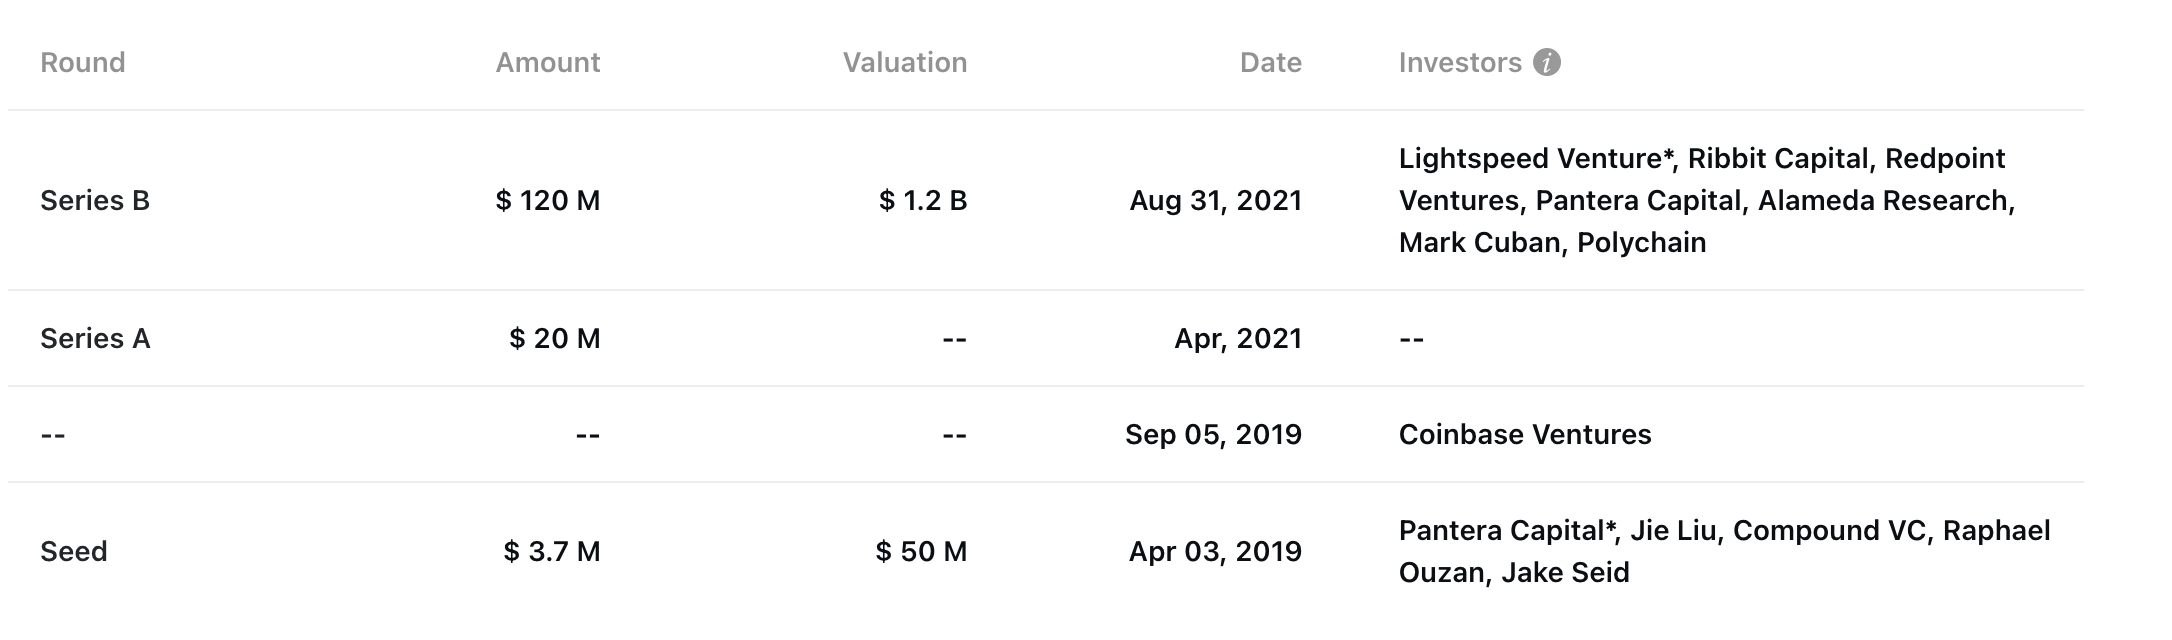 Round Amount Valuation Date Investors i
Lightspeed Venture*, Ribbit Capital, Redpoint
Series B $ 120 M $ 1.2 B Aug 31, 2021 Ventures, Pantera Capital, Alameda Research,
Mark Cuban, Polychain
Series A $ 20 M -- Apr, 2021 --
-- -- -- Sep 05, 2019 Coinbase Ventures
Pantera Capital*, Jie Liu, Compound VC, Raphael
Seed $ 3.7 M $ 50 M Apr 03, 2019
Ouzan, Jake Seid